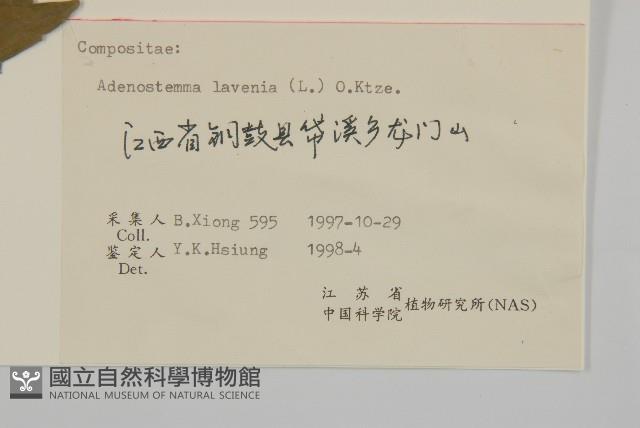 Compositae:
Adenostemma lavenia (L.) O.Ktze.
江西省铜鼓县带溪乡龙门山
采集人 B.Xiong 595 1997-10-29
Coll.
鉴定人 Y.K.Hsiung 1998-4
Det.
江苏省
中国科学院 植物研究所(NAS)
國立自然科學博物館
NATIONAL MUSEUM OF NATURAL SCIENCE